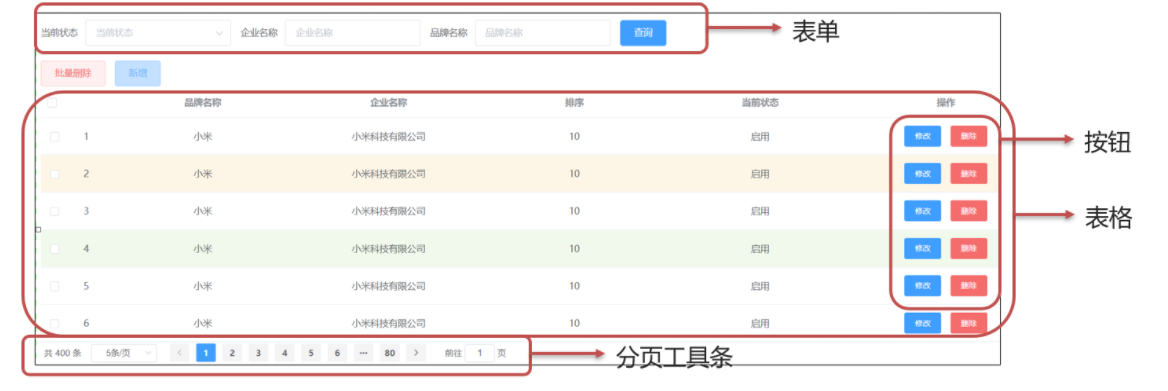 当前状态 当前状态 企业名称 企业名称 品牌名称 品牌名称 查询 表单
批量删除 新增
品牌名称 企业名称 排序 当前状态 操作
1 小米 小米科技有限公司 10 启用 修改 删除 按钮
2 小米 小米科技有限公司 10 启用 修改 删除
3 小米 小米科技有限公司 10 启用 修改 删除 表格
4 小米 小米科技有限公司 10 启用 修改 删除
5 小米 小米科技有限公司 10 启用 修改 删除
6 小米 小米科技有限公司 10 启用 修改 删除
共 400 条 5条/页 < 1 2 3 4 5 6 ··· 80 > 前往 1 页 分页工具条